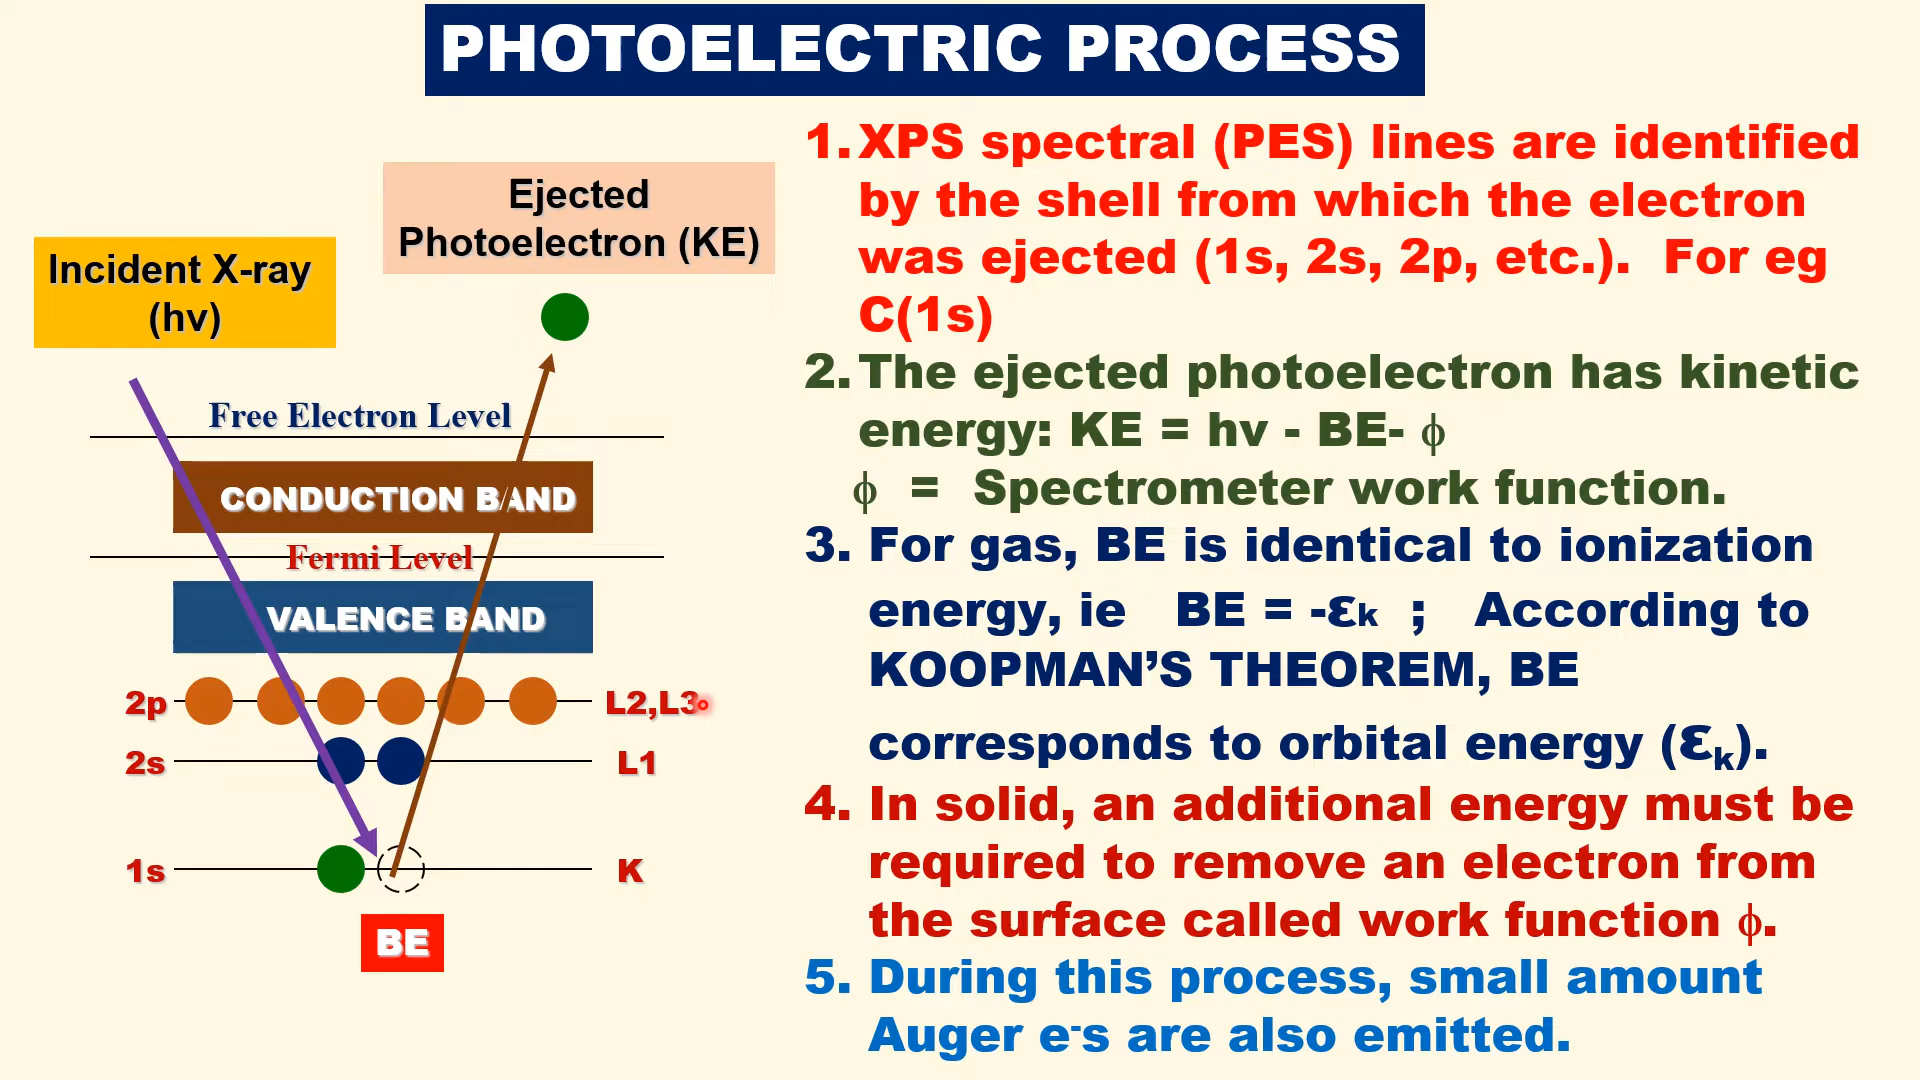 PHOTOELECTRIC PROCESS
Ejected
Photoelectron (KE)
Incident X-ray
(hv)
Free Electron Level
CONDUCTION BAND
Fermi Level
VALENCE BAND
2p L2,L3
2s L1
1s K
BE
1. XPS spectral (PES) lines are identified
by the shell from which the electron
was ejected (1s, 2s, 2p, etc.). For eg
C(1s)
2. The ejected photoelectron has kinetic
energy: KE = hv - BE- ϕ
ϕ = Spectrometer work function.
3. For gas, BE is identical to ionization
energy, ie BE = -εk ; According to
KOOPMAN’S THEOREM, BE
corresponds to orbital energy (εₖ).
4. In solid, an additional energy must be
required to remove an electron from
the surface called work function ϕ.
5. During this process, small amount
Auger e⁻s are also emitted.